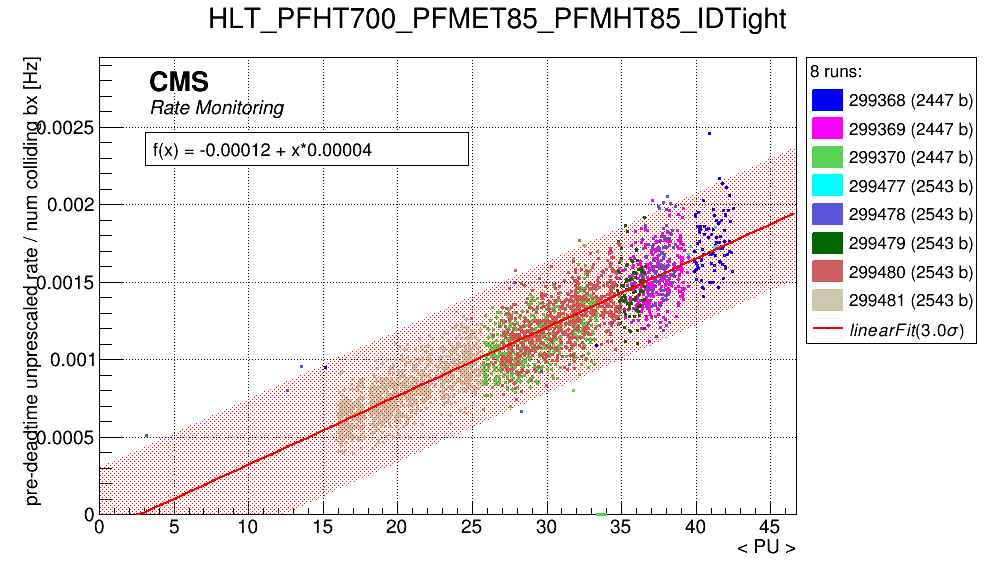 HLT_PFHT700_PFMET85_PFMHT85_IDTight
pre-deadtime unprescaled rate / num colliding bx [Hz]
CMS
Rate Monitoring
f(x) = -0.00012 + x*0.00004
0.0025
0.002
0.0015
0.001
0.0005
0
0 5 10 15 20 25 30 35 40 45
< PU >
8 runs:
299368 (2447 b)
299369 (2447 b)
299370 (2447 b)
299477 (2543 b)
299478 (2543 b)
299479 (2543 b)
299480 (2543 b)
299481 (2543 b)
linearFit(3.0σ)